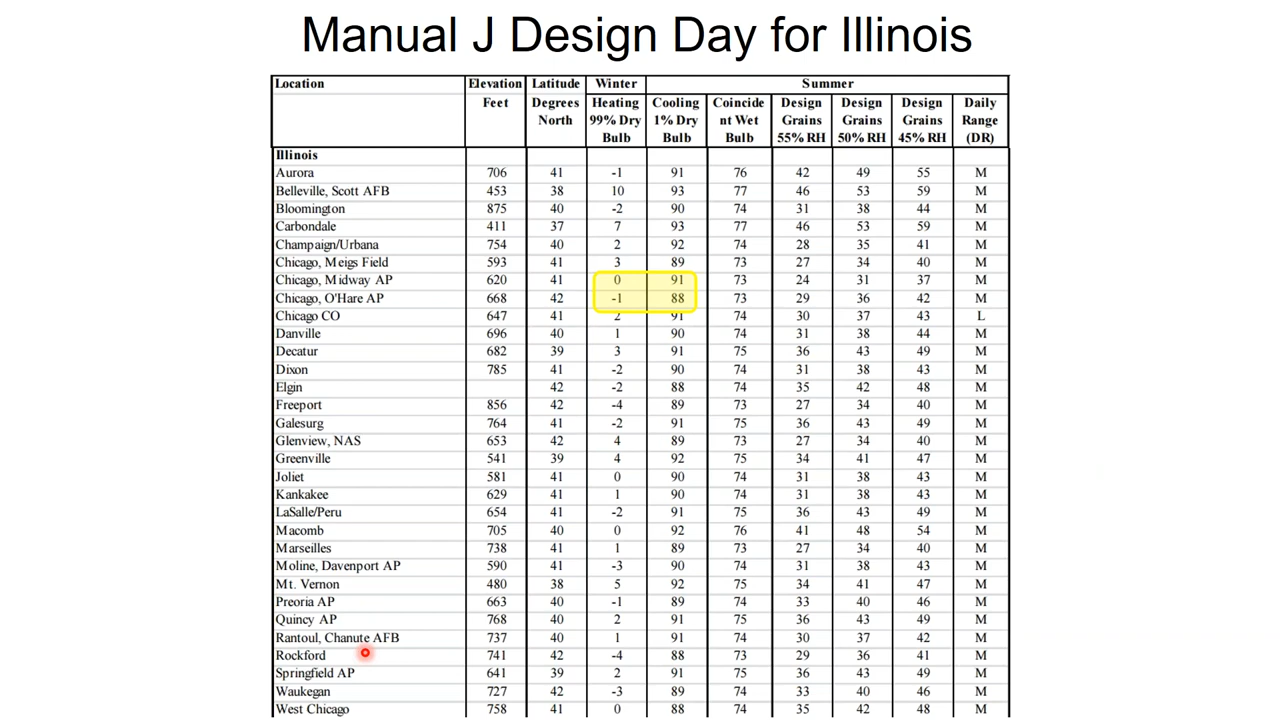 Manual J Design Day for Illinois
Location Elevation Latitude Winter Summer
Feet Degrees Heating Cooling Coincide Design Design Design Daily
North 99% Dry 1% Dry nt Wet Grains Grains Grains Range
Bulb Bulb Bulb 55% RH 50% RH 45% RH (DR)
Illinois
Aurora 706 41 -1 91 76 42 49 55 M
Belleville, Scott AFB 453 38 10 93 77 46 53 59 M
Bloomington 875 40 -2 90 74 31 38 44 M
Carbondale 411 37 7 93 77 46 53 59 M
Champaign/Urbana 754 40 2 92 74 28 35 41 M
Chicago, Meigs Field 593 41 3 89 73 27 34 40 M
Chicago, Midway AP 620 41 0 91 73 24 31 37 M
Chicago, O'Hare AP 668 42 -1 88 73 29 36 42 M
Chicago CO 647 41 2 91 74 30 37 43 L
Danville 696 40 1 90 74 31 38 44 M
Decatur 682 39 3 91 75 36 43 49 M
Dixon 785 41 -2 90 74 31 38 43 M
Elgin 42 -2 88 74 35 42 48 M
Freeport 856 42 -4 89 73 27 34 40 M
Galesurg 764 41 -2 91 75 36 43 49 M
Glenview, NAS 653 42 4 89 73 27 34 40 M
Greenville 541 39 4 92 75 34 41 47 M
Joliet 581 41 0 90 74 31 38 43 M
Kankakee 629 41 1 90 74 31 38 43 M
LaSalle/Peru 654 41 -2 91 75 36 43 49 M
Macomb 705 40 0 92 76 41 48 54 M
Marseilles 738 41 1 89 73 27 34 40 M
Moline, Davenport AP 590 41 -3 90 74 31 38 43 M
Mt. Vernon 480 38 5 92 75 34 41 47 M
Preoria AP 663 40 -1 89 74 33 40 46 M
Quincy AP 768 40 2 91 75 36 43 49 M
Rantoul, Chanute AFB 737 40 1 91 74 30 37 42 M
Rockford 741 42 -4 88 73 29 36 41 M
Springfield AP 641 39 2 91 75 36 43 49 M
Waukegan 727 42 -3 89 74 33 40 46 M
West Chicago 758 41 0 88 74 35 42 48 M